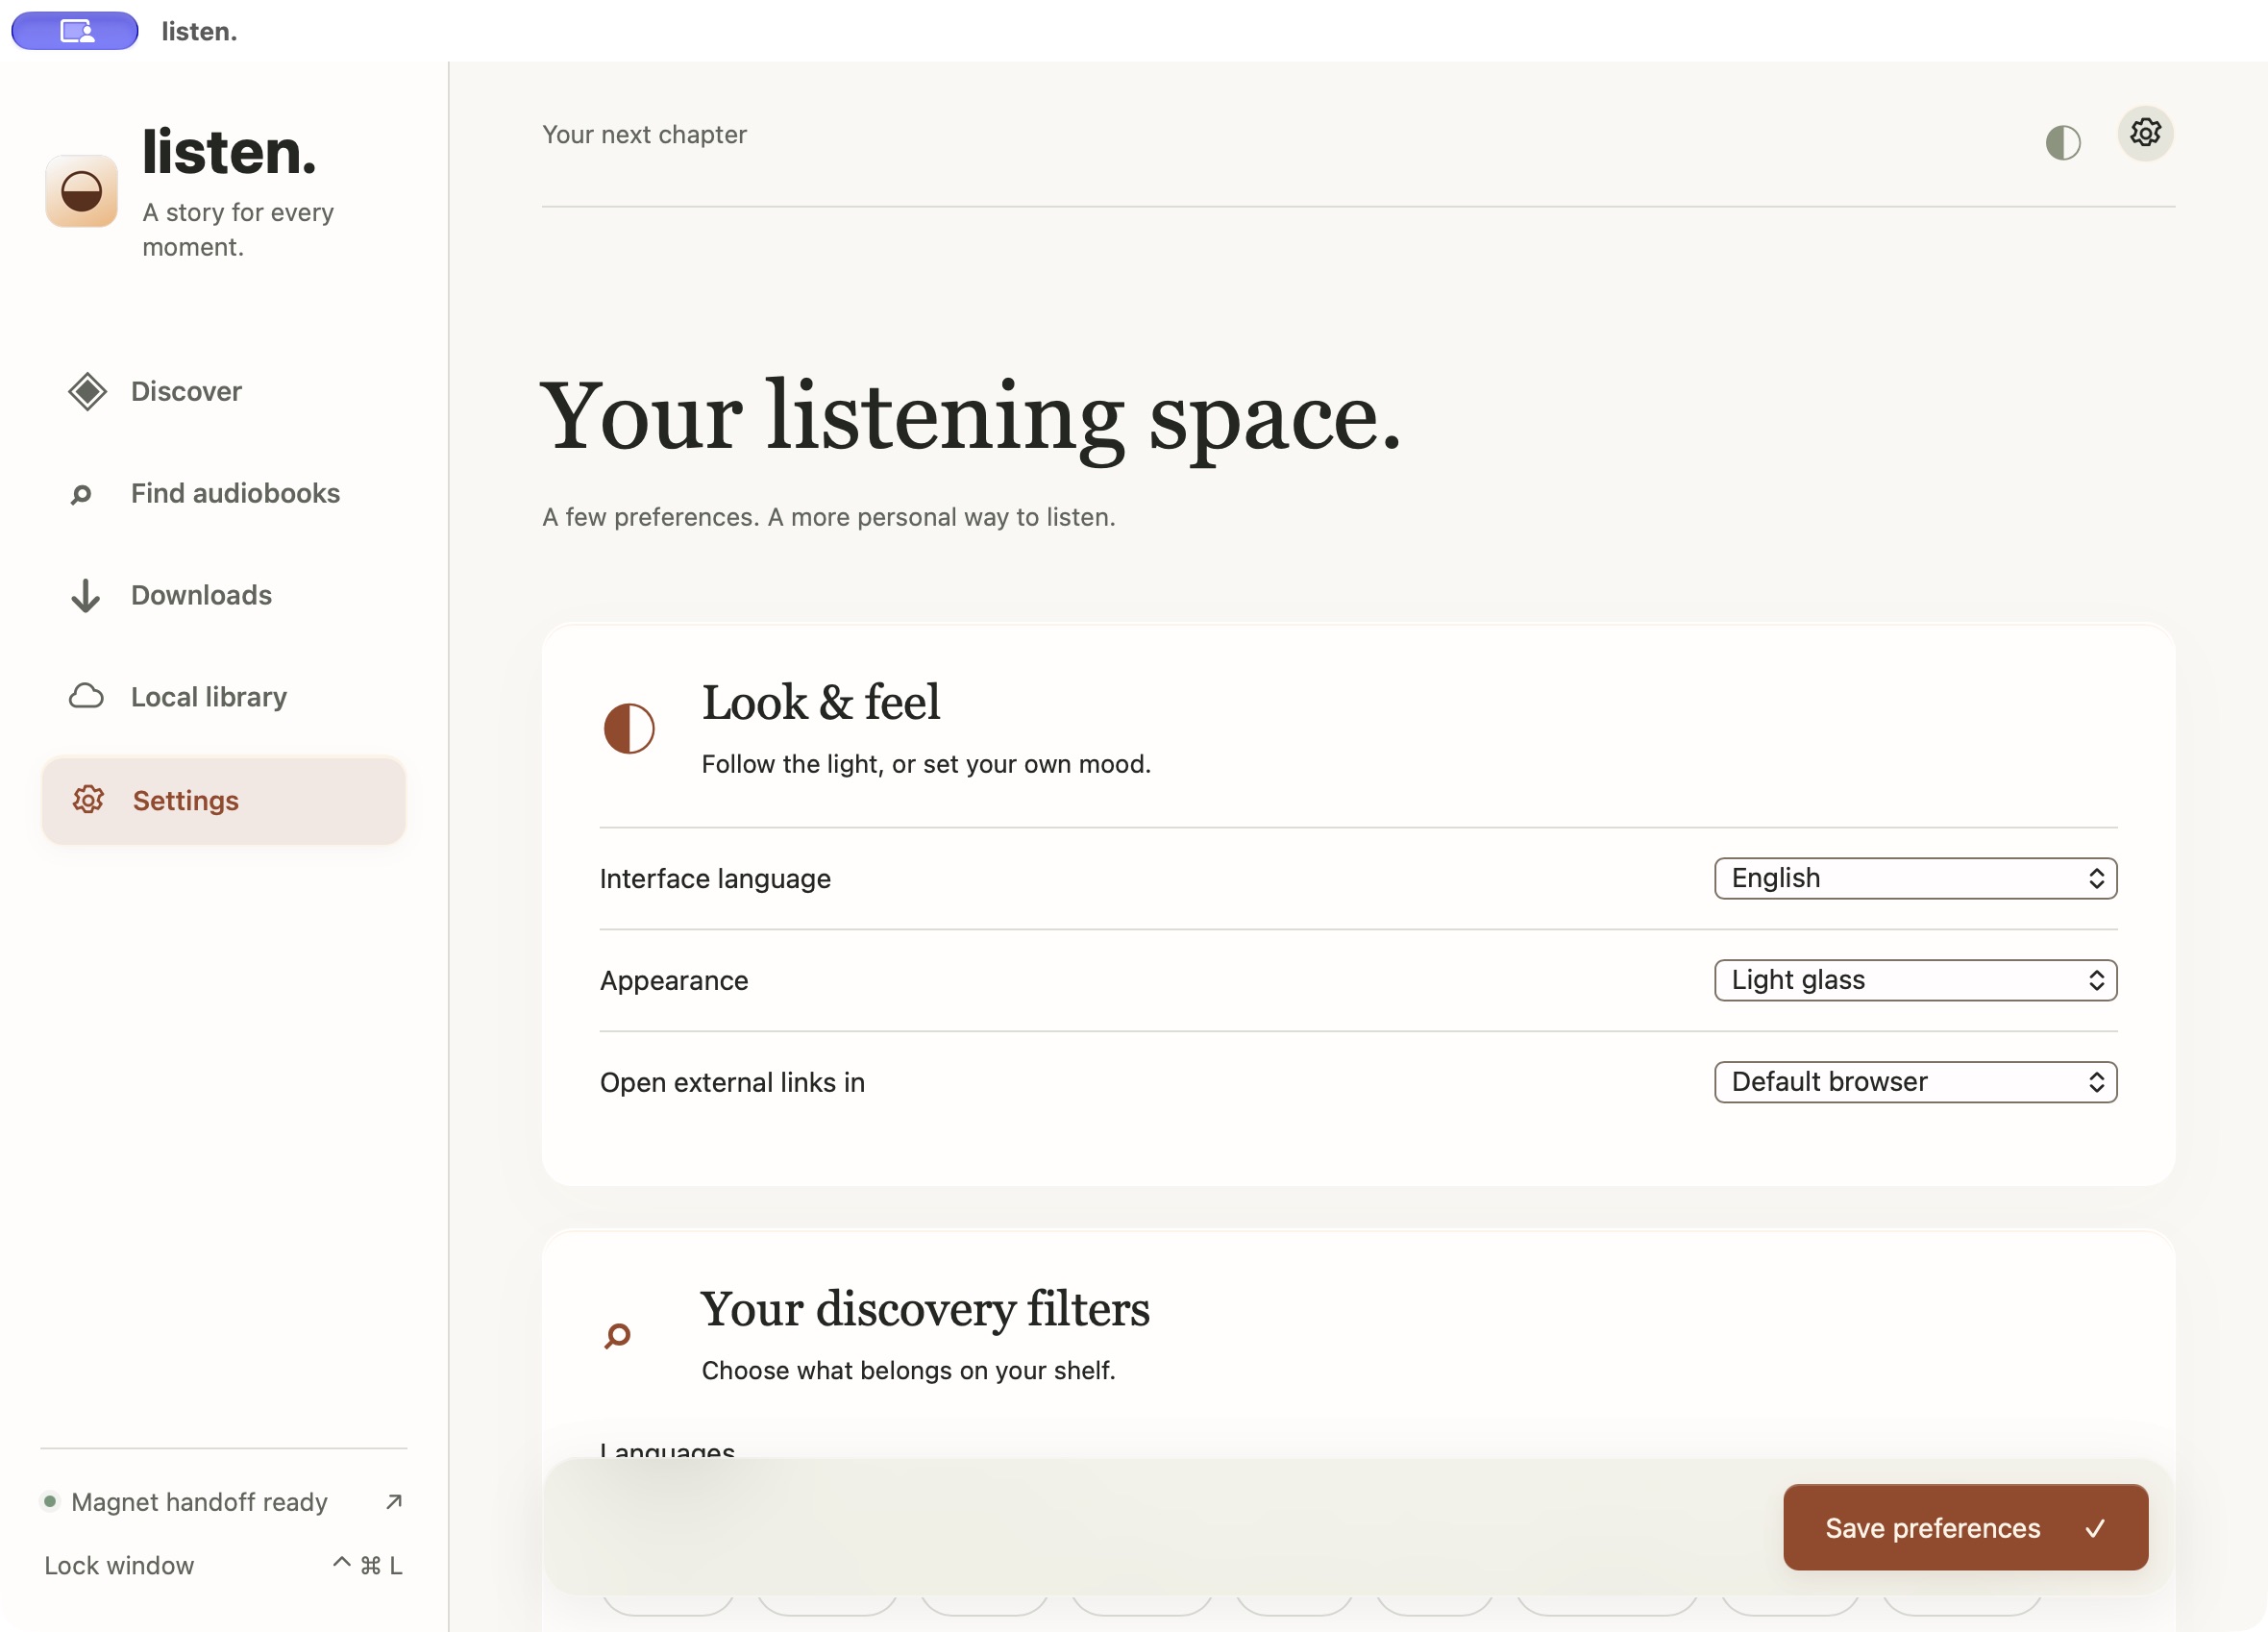 listen.
listen.
A story for every
moment.
Discover
Find audiobooks
Downloads
Local library
Settings
Magnet handoff ready
Lock window ^ ⌘ L
Your next chapter
Your listening space.
A few preferences. A more personal way to listen.
Look & feel
Follow the light, or set your own mood.
Interface language English
Appearance Light glass
Open external links in Default browser
Your discovery filters
Choose what belongs on your shelf.
Languages
Save preferences